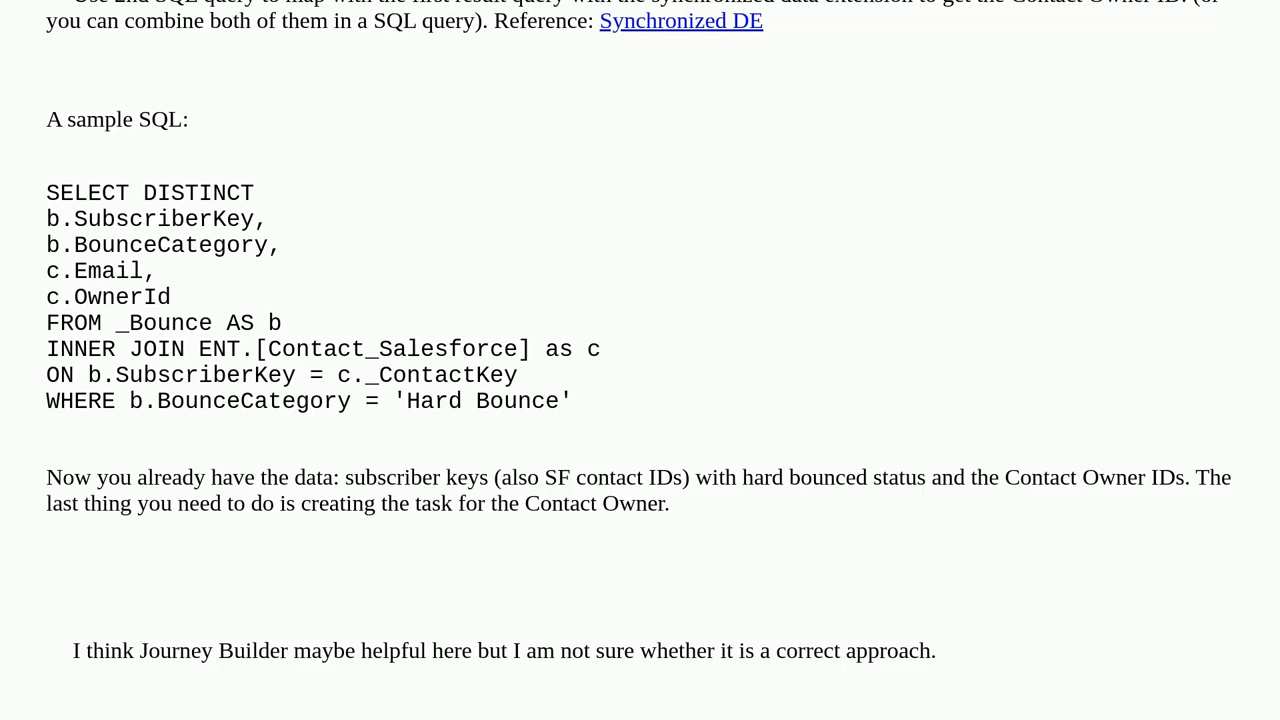 you can combine both of them in a SQL query). Reference: Synchronized DE
A sample SQL:
SELECT DISTINCT
b.SubscriberKey,
b.BounceCategory,
c.Email,
c.OwnerId
FROM _Bounce AS b
INNER JOIN ENT.[Contact_Salesforce] as c
ON b.SubscriberKey = c._ContactKey
WHERE b.BounceCategory = 'Hard Bounce'
Now you already have the data: subscriber keys (also SF contact IDs) with hard bounced status and the Contact Owner IDs. The
last thing you need to do is creating the task for the Contact Owner.
I think Journey Builder maybe helpful here but I am not sure whether it is a correct approach.